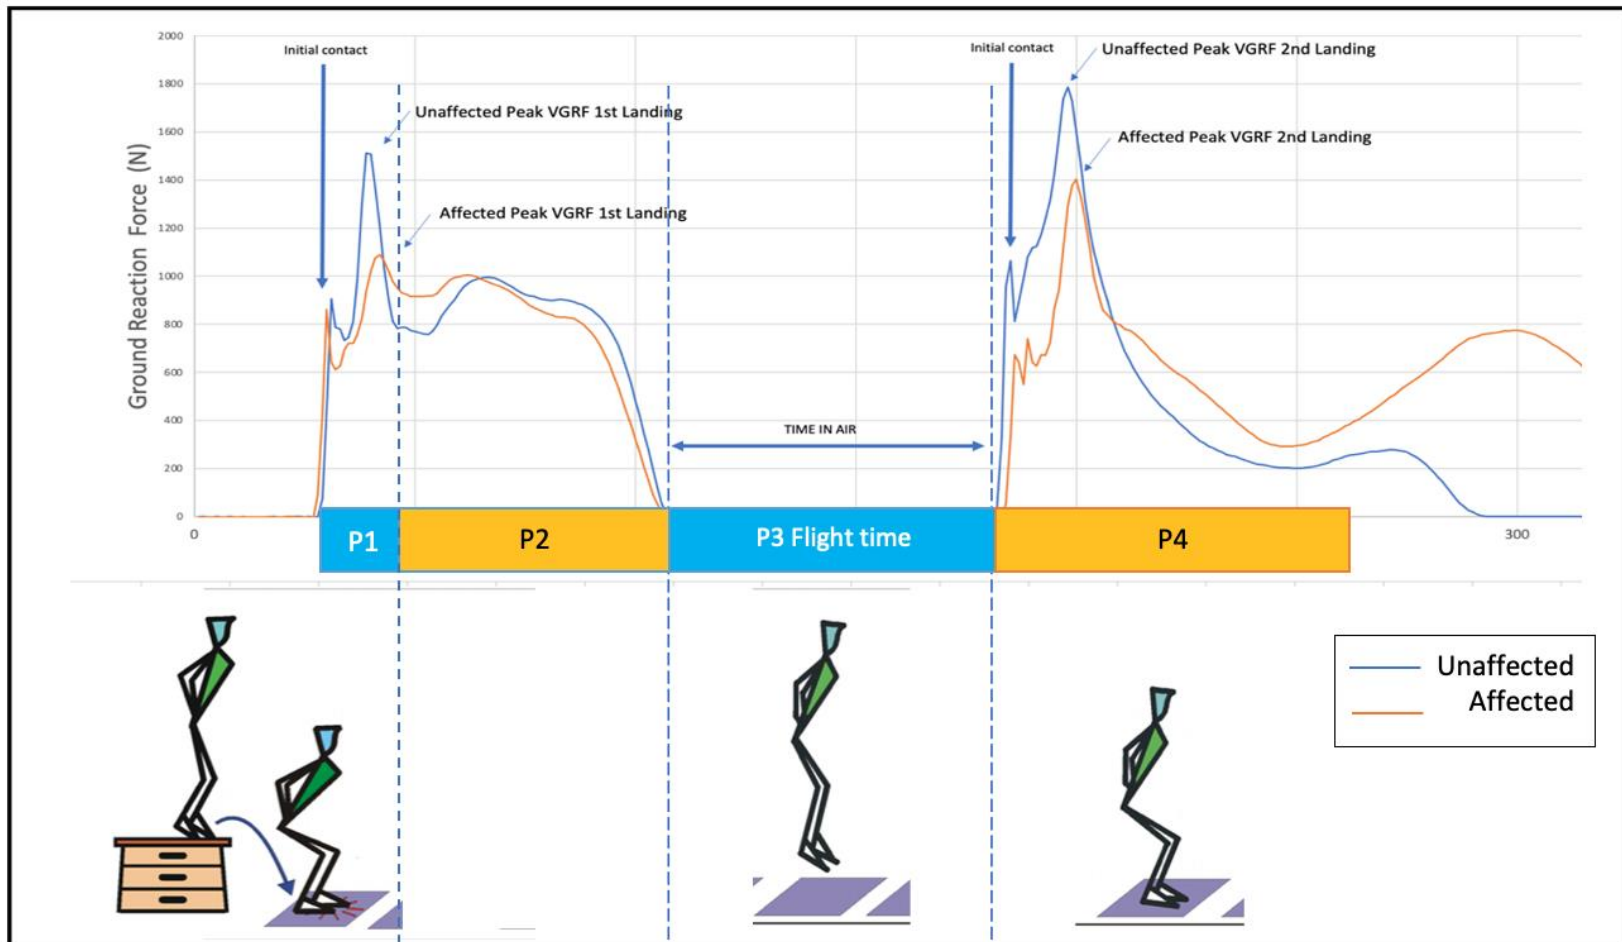 2000
1800
1600
1400
1200
1000
800
600
400
200
0
Ground Reaction Force (N)
Initial contact
Unaffected Peak VGRF 1st Landing
Affected Peak VGRF 1st Landing
TIME IN AIR
Initial contact
Unaffected Peak VGRF 2nd Landing
Affected Peak VGRF 2nd Landing
0
300
P1
P2
P3 Flight time
P4
Unaffected
Affected